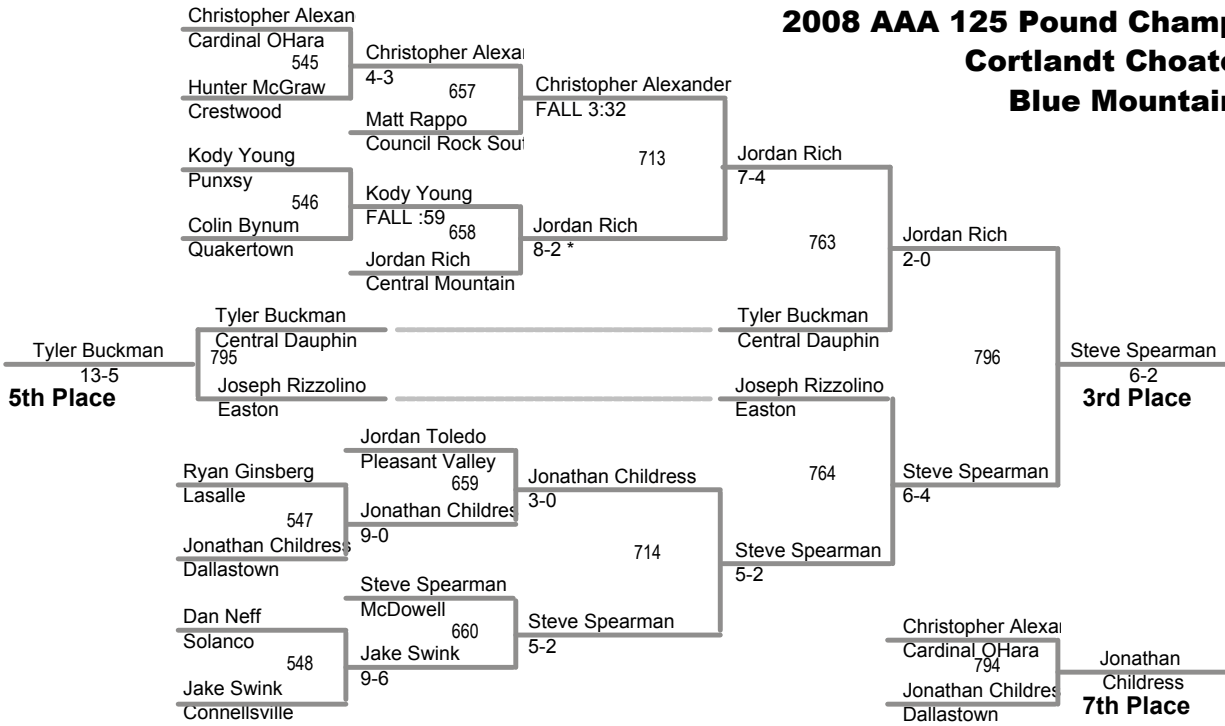 2008 AAA 125 Pound Champ
Cortlandt Choate
Blue Mountain
Christopher Alexan
Cardinal OHara
545
Hunter McGraw
Crestwood
Christopher Alexan
4-3
657
Matt Rappo
Council Rock Sout
Christopher Alexander
FALL 3:32
Kody Young
Punxsy
546
Colin Bynum
Quakertown
Kody Young
FALL :59
658
Jordan Rich
Central Mountain
Jordan Rich
8-2 *
713
Jordan Rich
7-4
763
Jordan Rich
2-0
Tyler Buckman
Central Dauphin
Tyler Buckman
Central Dauphin
Tyler Buckman
13-5
5th Place
795
Joseph Rizzolino
Easton
Joseph Rizzolino
Easton
796
Steve Spearman
6-2
3rd Place
Jordan Toledo
Pleasant Valley
659
Ryan Ginsberg
Lasalle
547
Jonathan Childress
Dallastown
Jonathan Childres
9-0
Jonathan Childress
3-0
764
Steve Spearman
6-4
714
Steve Spearman
5-2
Steve Spearman
McDowell
660
Dan Neff
Solanco
548
Jake Swink
Connellsville
Jake Swink
9-6
Steve Spearman
5-2
Christopher Alexan
Cardinal OHara
794
Jonathan Childres
Dallastown
Jonathan
Childress
7th Place